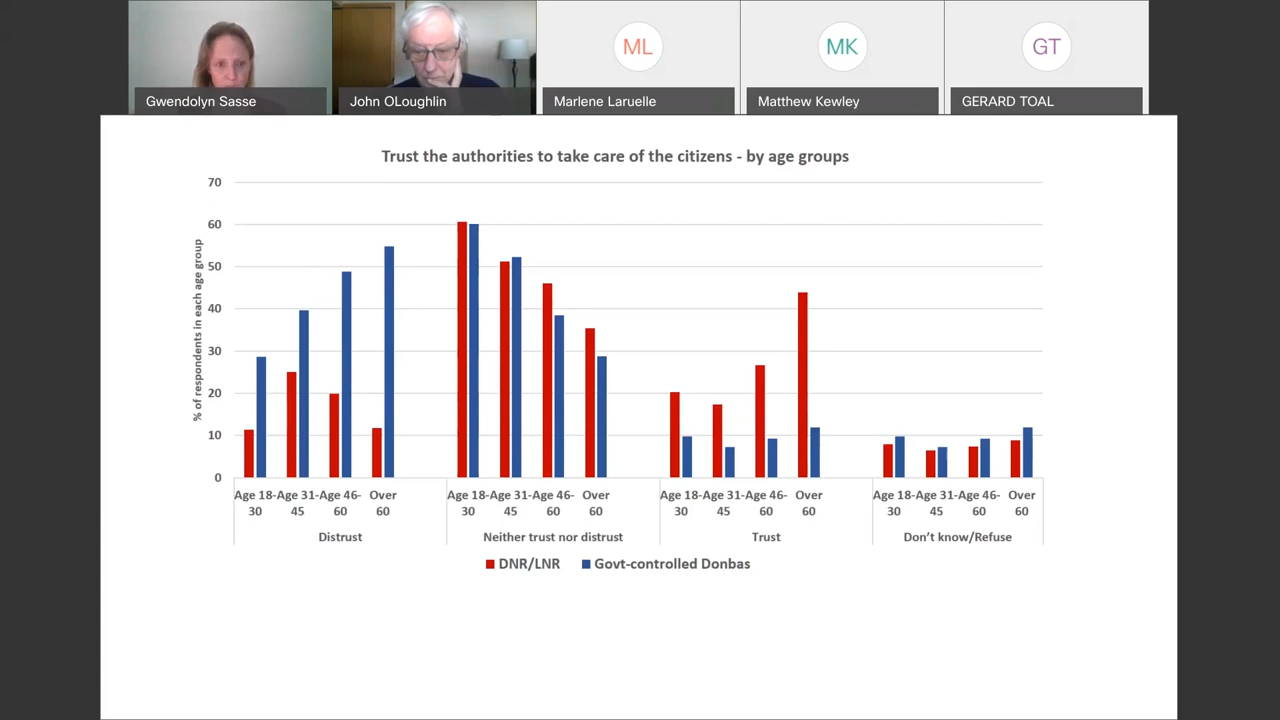 ML
MK
GT
Gwendolyn Sasse
John OLoughlin
Marlene Laruelle
Matthew Kewley
GERARD TOAL
Trust the authorities to take care of the citizens - by age groups
% of respondents in each age group
70
60
50
40
30
20
10
0
Age 18-30
Age 31-45
Age 46-60
Over 60
Age 18-30
Age 31-45
Age 46-60
Over 60
Age 18-30
Age 31-45
Age 46-60
Over 60
Age 18-30
Age 31-45
Age 46-60
Over 60
Distrust
Neither trust nor distrust
Trust
Don't know/Refuse
DNR/LNR
Govt-controlled Donbas